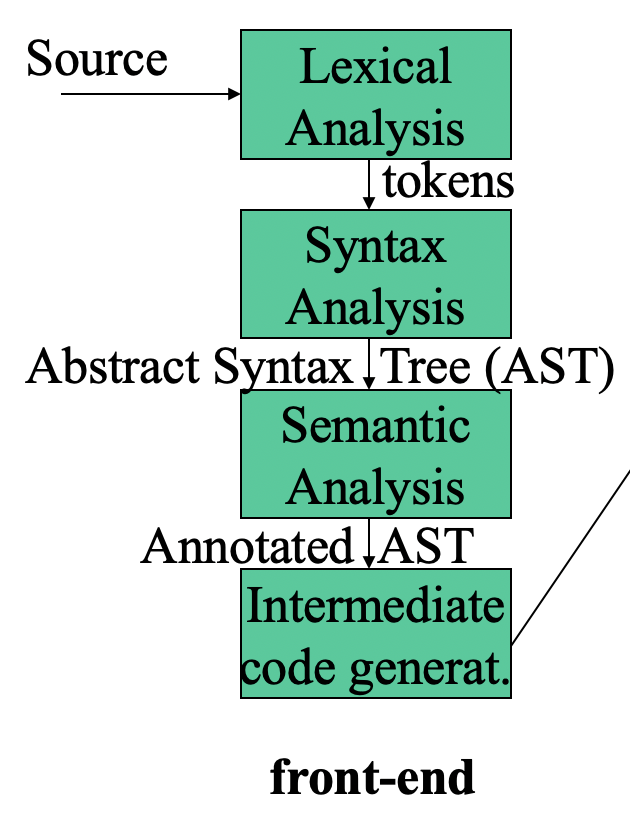 Source
Lexical
Analysis
tokens
Syntax
Analysis
Abstract Syntax Tree (AST)
Semantic
Analysis
Annotated AST
Intermediate
code generat.
front-end